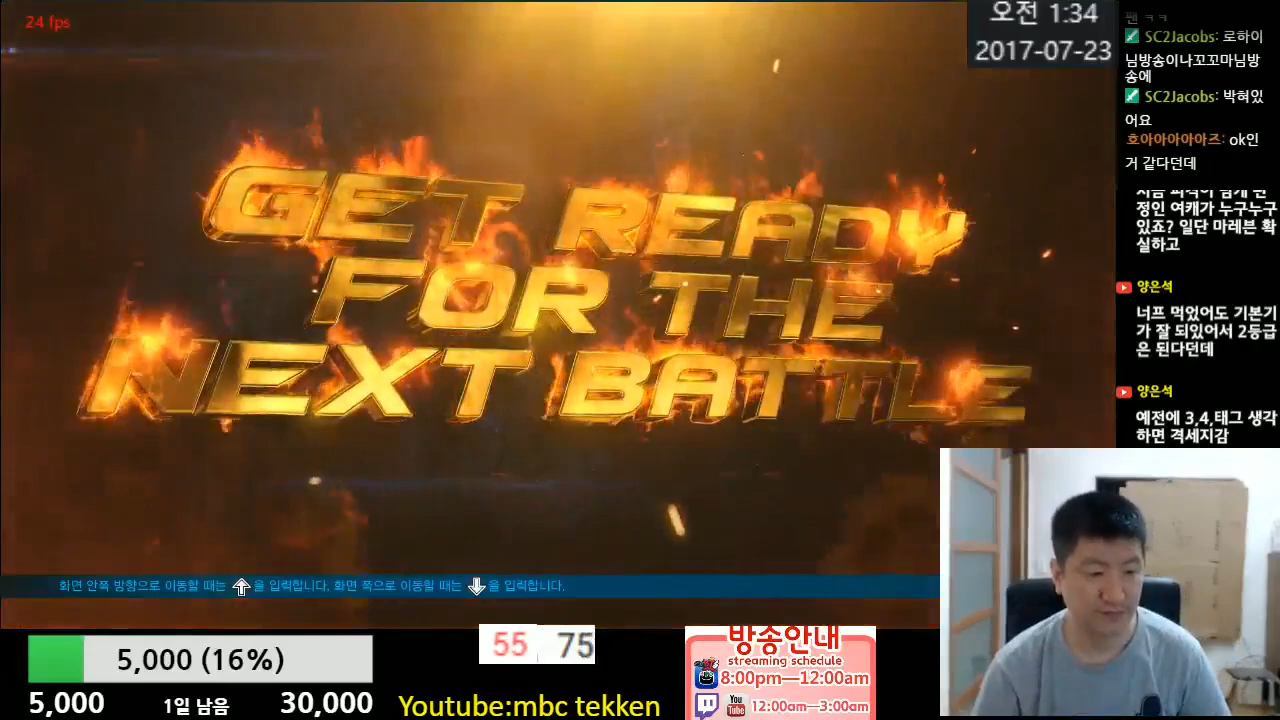 24 fps
오전 1:34
2017-07-23
GET READY
FOR THE
NEXT BATTLE
화면 안쪽 방향으로 이동할 때는 을 입력합니다. 화면 쪽으로 이동할 때는 을 입력합니다.
ㅋㅋ
SC2Jacobs: 로하이
님방송이나꼬꼬마님방
송에
SC2Jacobs: 박혀있
어요
호아아아아아즈: ok인
거 같다던데
정인 여캐가 누구누구
있죠? 일단 마레븐 확
실하고
양은석
너프 먹었어도 기본기
가 잘 되있어서 2등급
은 된다던데
양은석
예전에 3,4,태그 생각
하면 격세지감
5,000 (16%)
5,000 1일 남음 30,000
55 75
Youtube:mbc tekken
방송안내
streaming schedule
8:00pm—12:00am
You
Tube
12:00am—3:00am